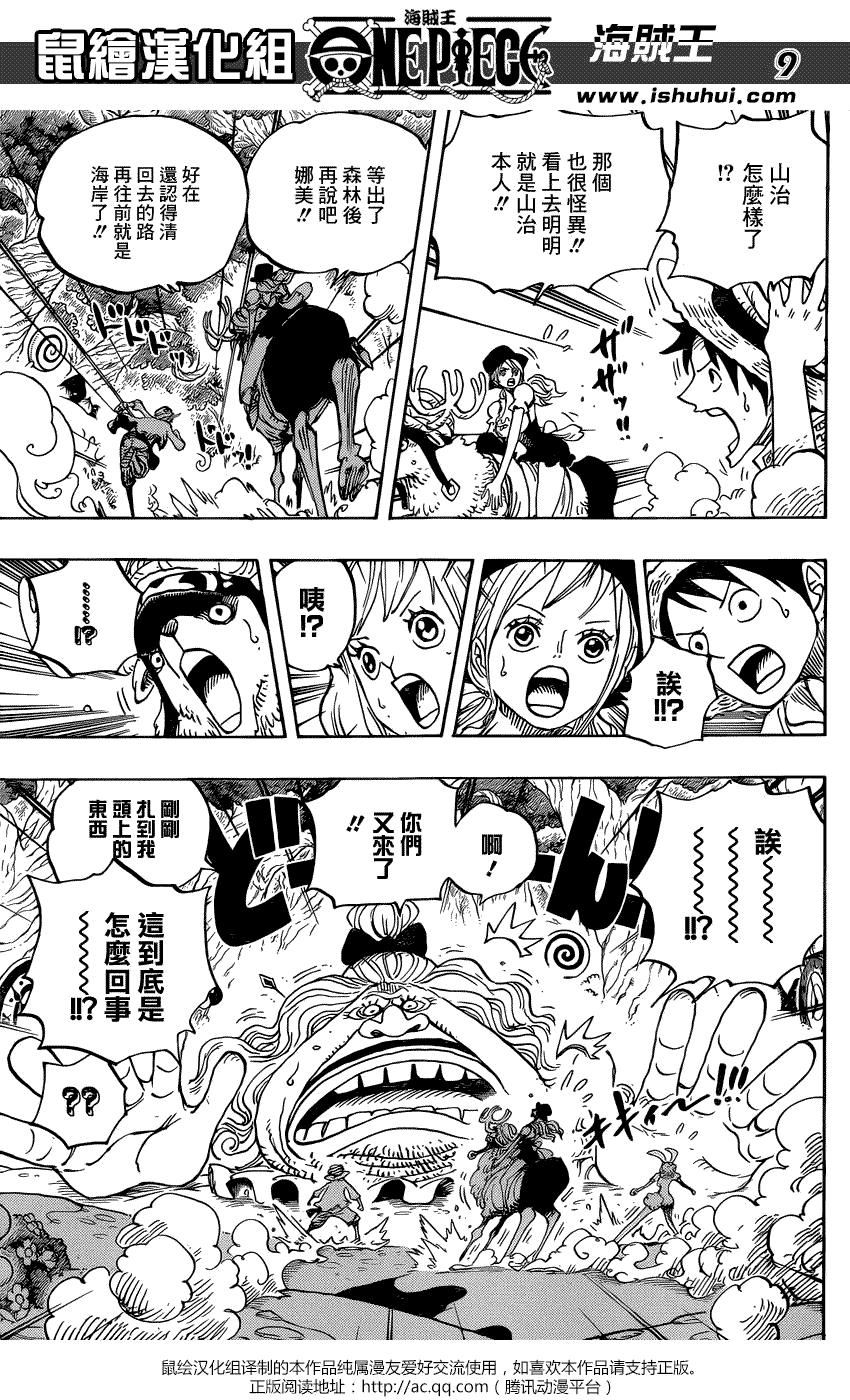 鼠繪漢化組
海賊王
ONE PIECE
海賊王
9
www.ishuhui.com
山治
怎麼樣了
!?
那個
也很怪異!!
看上去明明
就是山治
本人!!
等出了
森林後
再說吧
娜美!!
好在
還認得清
回去的路
再往前就是
海岸了!!
ザザザッ!!
ドドドドッ
ドドッ!!
誒
!!?
咦
!?
………
!?
誒
~~~~
~~~~
!!?
啊!
你們
又來了
!!
剛剛
扎到我
頭上的
東西
這到底是
怎麼回事
~~~~!!?
??
ど
ーん!!
キィィ〜!!!
鼠绘汉化组译制的本作品纯属漫友爱好交流使用，如喜欢本作品请支持正版。
正版阅读地址：http://ac.qq.com（腾讯动漫平台）